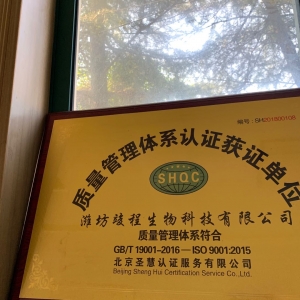 编号：SH201800106
质量管理体系认证获证单位
SHQC
潍坊綾程生物科技有限公司
质量管理体系符合
GB/T 19001-2016—ISO 9001:2015
北京圣慧认证服务有限公司
Beijing Sheng Hui Certification Service Co.,Ltd.